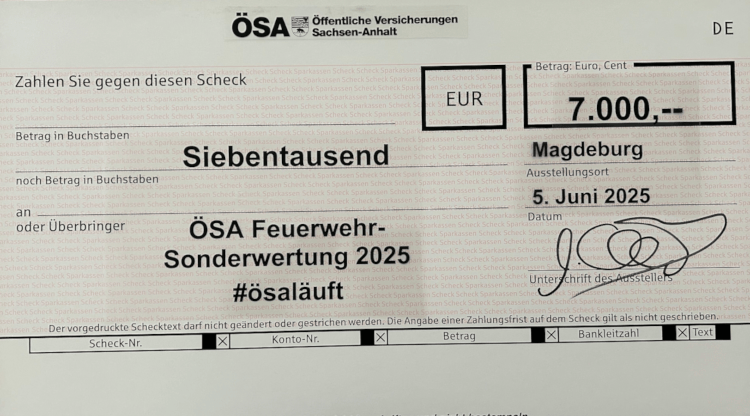 ÖSA Öffentliche Versicherungen
Sachsen-Anhalt
DE
Zahlen Sie gegen diesen Scheck
EUR
Betrag: Euro, Cent
7.000,--
Betrag in Buchstaben
Siebentausend
Magdeburg
noch Betrag in Buchstaben
Ausstellungsort
5. Juni 2025
an
oder Überbringer
Datum
ÖSA Feuerwehr-
Sonderwertung 2025
#ösaläuft
Unterschrift des Ausstellers
Der vorgedruckte Schecktext darf nicht geändert oder gestrichen werden. Die Angabe einer Zahlungsfrist auf dem Scheck gilt als nicht geschrieben.
Scheck-Nr. X Konto-Nr. X Betrag X Bankleitzahl X Text